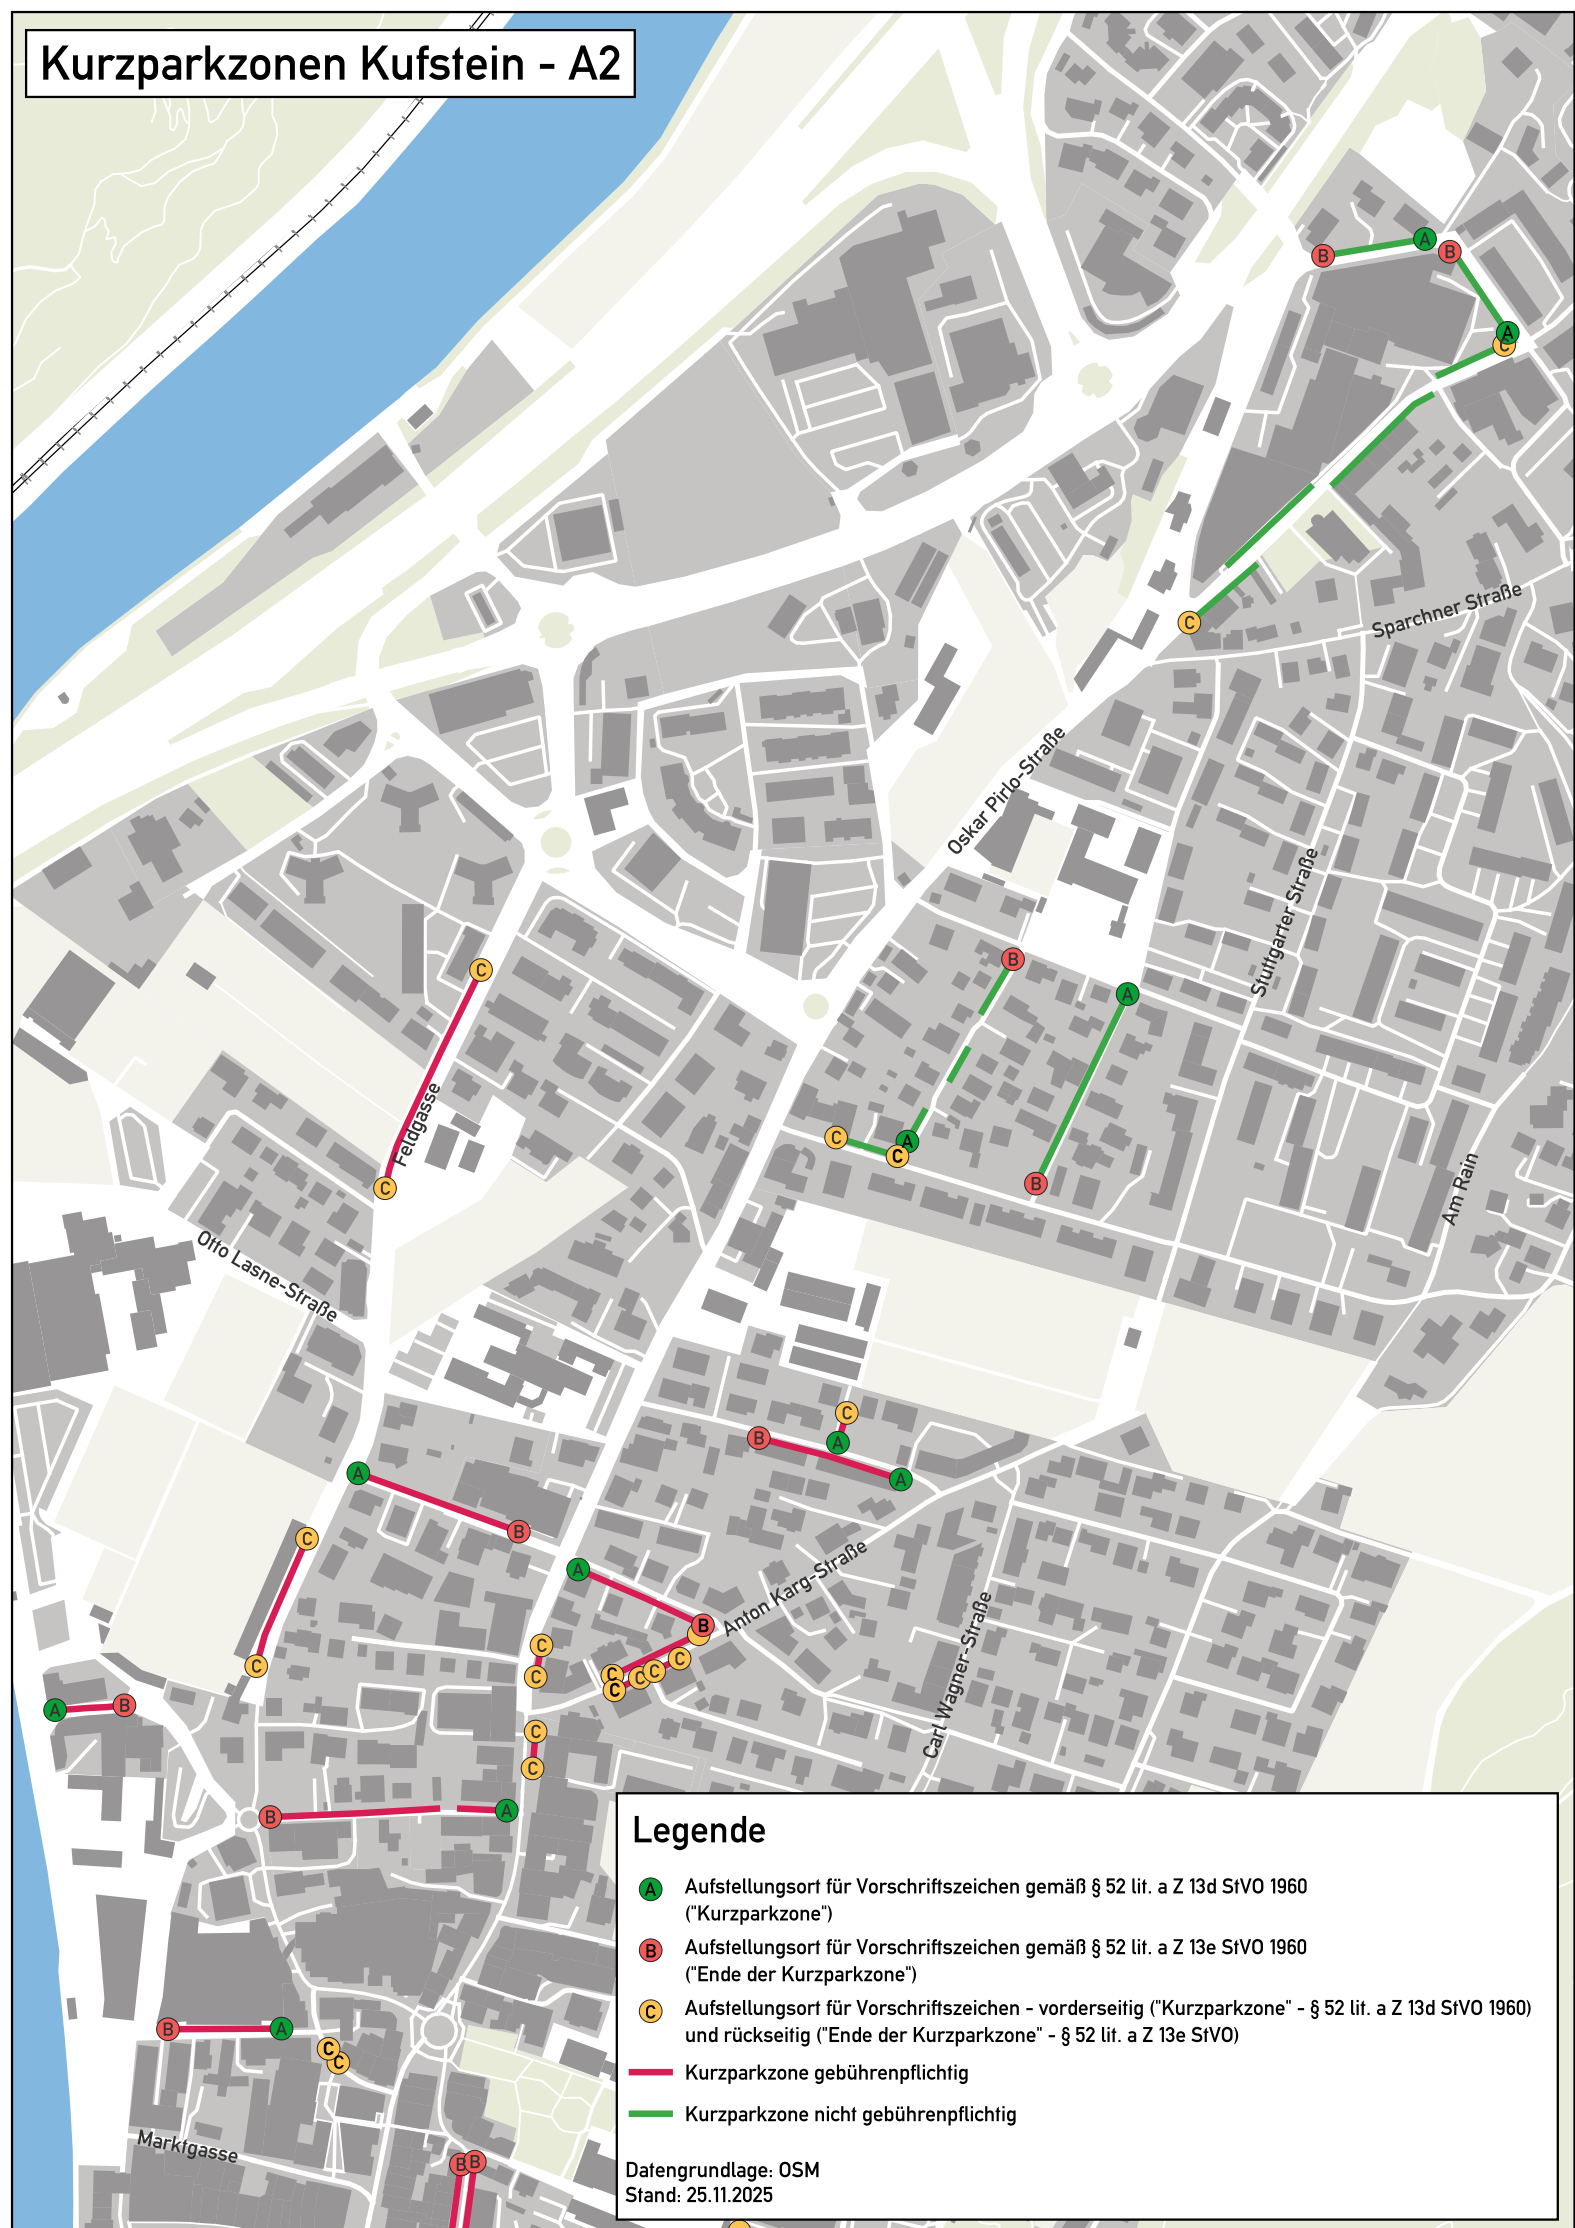 Kurzparkzonen Kufstein - A2
B
A
B
A
C
C
Sparchner Straße
Oskar Pirlo-Straße
Stuttgarter Straße
C
B
A
Feldgasse
C
A
C
C
B
Am Rain
Otto Lasne-Straße
C
B
A
A
A
B
C
A
B
Anton Karg-Straße
C
C
C
C
C
C
C
C
C
Carl Wagner-Straße
A
B
C
C
B
A
B
A
C
C
Marktgasse
B
B
Legende
A
Aufstellungsort für Vorschriftszeichen gemäß § 52 lit. a Z 13d StVO 1960
("Kurzparkzone")
B
Aufstellungsort für Vorschriftszeichen gemäß § 52 lit. a Z 13e StVO 1960
("Ende der Kurzparkzone")
C
Aufstellungsort für Vorschriftszeichen - vorderseitig ("Kurzparkzone" - § 52 lit. a Z 13d StVO 1960)
und rückseitig ("Ende der Kurzparkzone" - § 52 lit. a Z 13e StVO)
Kurzparkzone gebührenpflichtig
Kurzparkzone nicht gebührenpflichtig
Datengrundlage: OSM
Stand: 25.11.2025